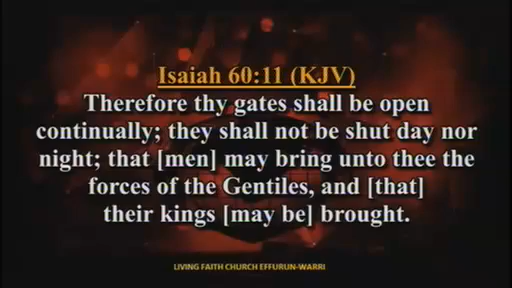 Isaiah 60:11 (KJV)
Therefore thy gates shall be open
continually; they shall not be shut day nor
night; that [men] may bring unto thee the
forces of the Gentiles, and [that]
their kings [may be] brought.
LIVING FAITH CHURCH EFFURUN-WARRI